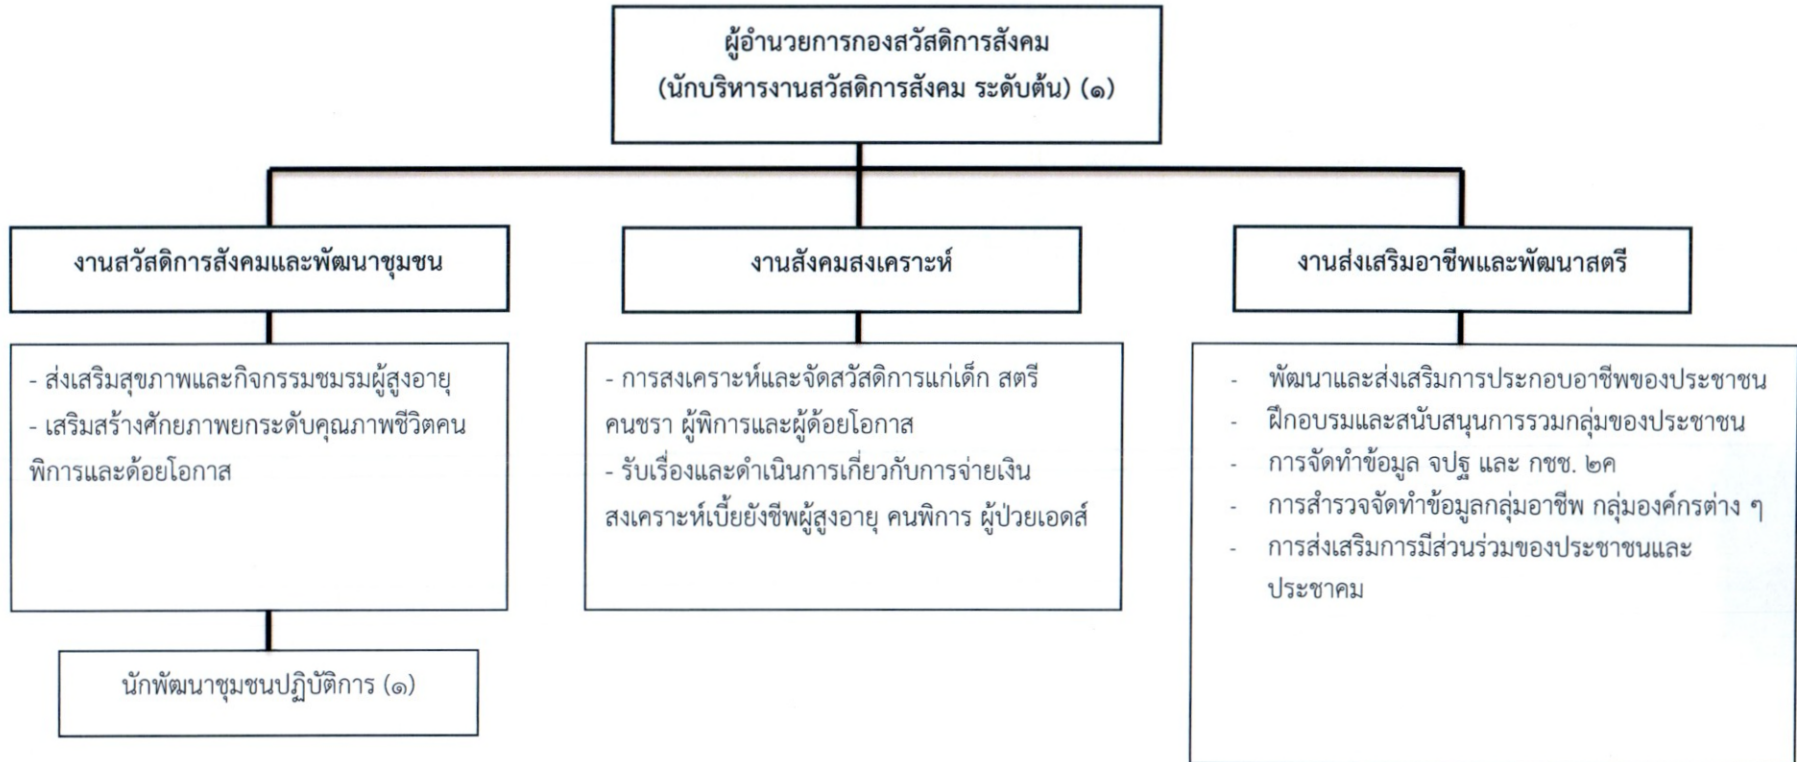 ผู้อำนวยการกองสวัสดิการสังคม
(นักบริหารงานสวัสดิการสังคม ระดับต้น) (๑)
งานสวัสดิการสังคมและพัฒนาชุมชน
- ส่งเสริมสุขภาพและกิจกรรมชมรมผู้สูงอายุ
- เสริมสร้างศักยภาพยกระดับคุณภาพชีวิตคน
พิการและด้อยโอกาส
นักพัฒนาชุมชนปฏิบัติการ (๑)
งานสังคมสงเคราะห์
- การสงเคราะห์และจัดสวัสดิการแก่เด็ก สตรี
คนชรา ผู้พิการและผู้ด้อยโอกาส
- รับเรื่องและดำเนินการเกี่ยวกับการจ่ายเงิน
สงเคราะห์เบี้ยยังชีพผู้สูงอายุ คนพิการ ผู้ป่วยเอดส์
งานส่งเสริมอาชีพและพัฒนาสตรี
- พัฒนาและส่งเสริมการประกอบอาชีพของประชาชน
- ฝึกอบรมและสนับสนุนการรวมกลุ่มของประชาชน
- การจัดทำข้อมูล จปฐ และ กชช. ๒ค
- การสำรวจจัดทำข้อมูลกลุ่มอาชีพ กลุ่มองค์กรต่าง ๆ
- การส่งเสริมการมีส่วนร่วมของประชาชนและ
ประชาคม